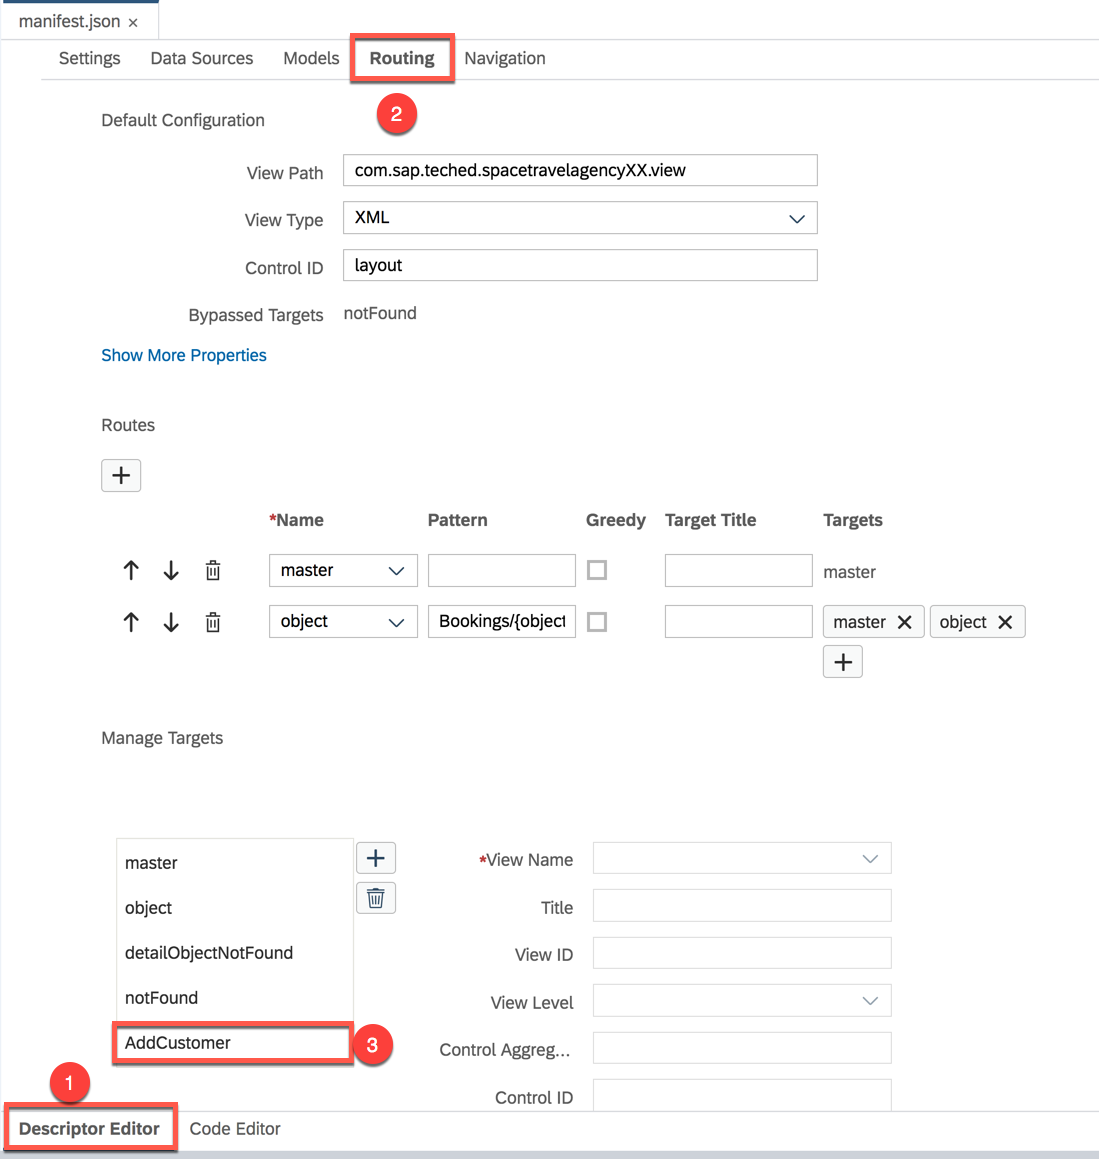 manifest.json ×
Settings Data Sources Models Routing Navigation
2
Default Configuration
View Path com.sap.teched.spacetravelagencyXX.view
View Type XML
Control ID layout
Bypassed Targets notFound
Show More Properties
Routes
+
*Name Pattern Greedy Target Title Targets
master master
object Bookings/{object master object
+
Manage Targets
master + *View Name
object Title
detailObjectNotFound View ID
notFound View Level
AddCustomer 3 Control Aggreg...
1 Control ID
Descriptor Editor Code Editor